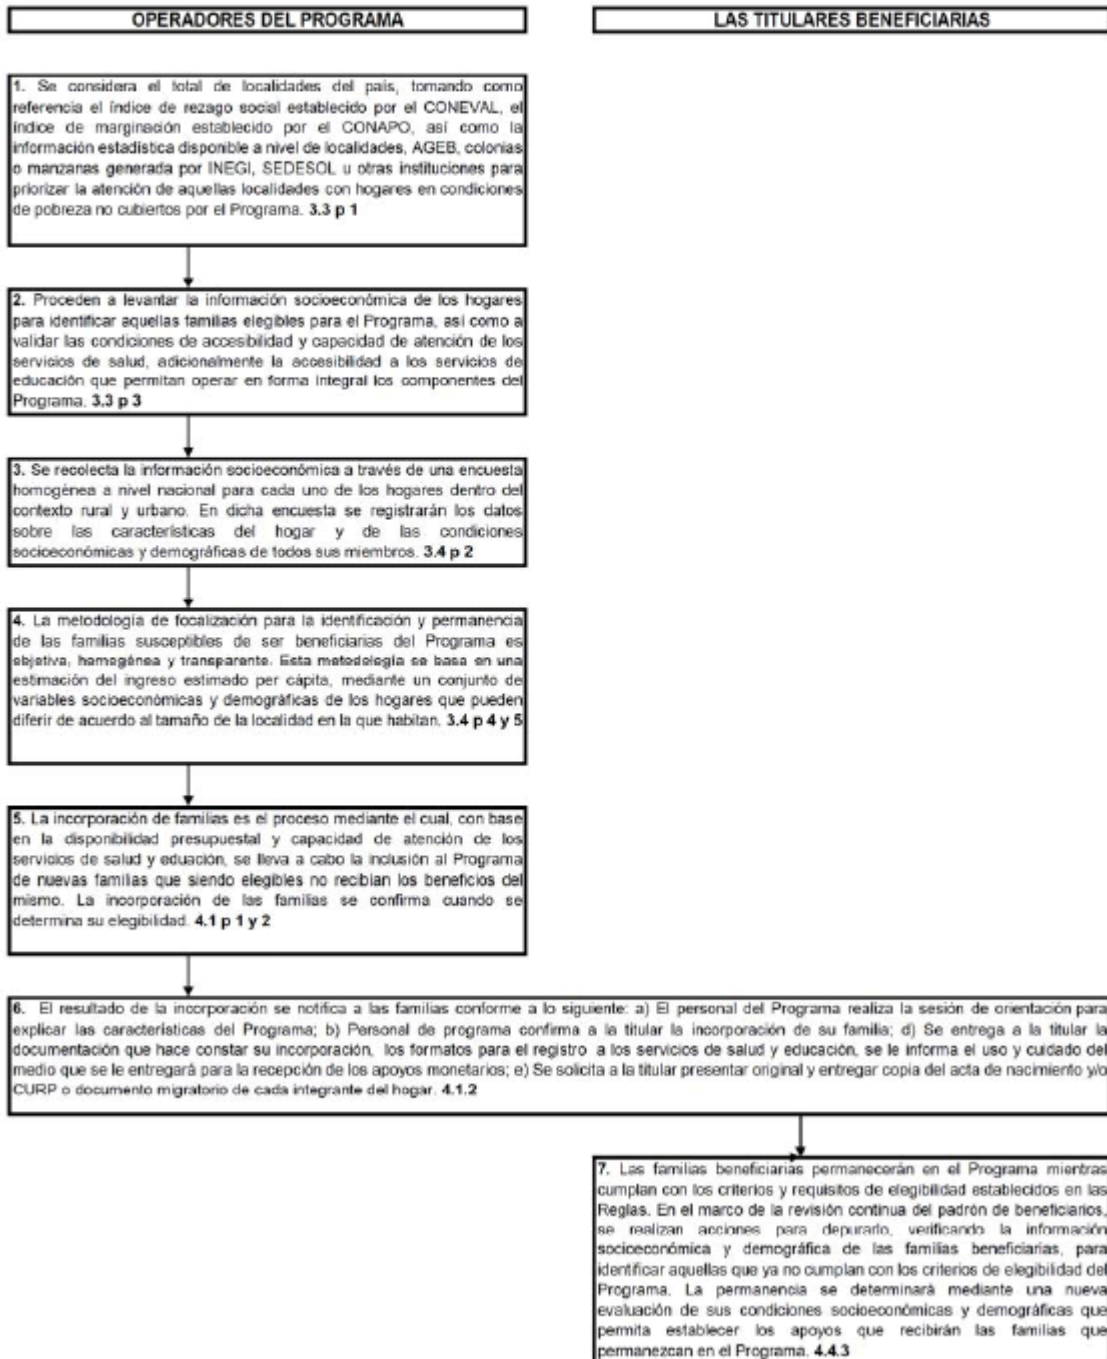 OPERADORES DEL PROGRAMA
LAS TITULARES BENEFICIARIAS
1. Se considera el total de localidades del país, tomando como
referencia el índice de rezago social establecido por el CONEVAL, el
índice de marginación establecido por el CONAPO, así como la
información estadística disponible a nivel de localidades, AGEB, colonias
o manzanas generada por INEGI, SEDESOL u otras instituciones para
priorizar la atención de aquellas localidades con hogares en condiciones
de pobreza no cubiertos por el Programa. 3.3 p 1
2. Proceden a levantar la información socioeconómica de los hogares
para identificar aquellas familias elegibles para el Programa, así como a
validar las condiciones de accesibilidad y capacidad de atención de los
servicios de salud, adicionalmente la accesibilidad a los servicios de
educación que permitan operar en forma integral los componentes del
Programa. 3.3 p 3
3. Se recolecta la información socioeconómica a través de una encuesta
homogénea a nivel nacional para cada uno de los hogares dentro del
contexto rural y urbano. En dicha encuesta se registrarán los datos
sobre las características del hogar y de las condiciones
socioeconómicas y demográficas de todos sus miembros. 3.4 p 2
4. La metodología de focalización para la identificación y permanencia
de las familias susceptibles de ser beneficiarias del Programa es
objetiva, homogénea y transparente. Esta metodología se basa en una
estimación del ingreso estimado per cápita, mediante un conjunto de
variables socioeconómicas y demográficas de los hogares que pueden
diferir de acuerdo al tamaño de la localidad en la que habitan. 3.4 p 4 y 5
5. La incorporación de familias es el proceso mediante el cual, con base
en la disponibilidad presupuestal y capacidad de atención de los
servicios de salud y eduación, se lleva a cabo la inclusión al Programa
de nuevas familias que siendo elegibles no recibían los beneficios del
mismo. La incorporación de las familias se confirma cuando se
determina su elegibilidad. 4.1 p 1 y 2
6. El resultado de la incorporación se notifica a las familias conforme a lo siguiente: a) El personal del Programa realiza la sesión de orientación para
explicar las características del Programa; b) Personal de programa confirma a la titular la incorporación de su familia; d) Se entrega a la titular la
documentación que hace constar su incorporación, los formatos para el registro a los servicios de salud y educación, se le informa el uso y cuidado del
medio que se le entregará para la recepción de los apoyos monetarios; e) Se solicita a la titular presentar original y entregar copia del acta de nacimiento y/o
CURP o documento migratorio de cada integrante del hogar. 4.1.2
7. Las familias beneficiarias permanecerán en el Programa mientras
cumplan con los criterios y requisitos de elegibilidad establecidos en las
Reglas. En el marco de la revisión continua del padrón de beneficiarios,
se realizan acciones para depurarlo, verificando la información
socioeconómica y demográfica de las familias beneficiarias, para
identificar aquellas que ya no cumplan con los criterios de elegibilidad del
Programa. La permanencia se determinará mediante una nueva
evaluación de sus condiciones socioeconómicas y demográficas que
permita establecer los apoyos que recibirán las familias que
permanezcan en el Programa. 4.4.3